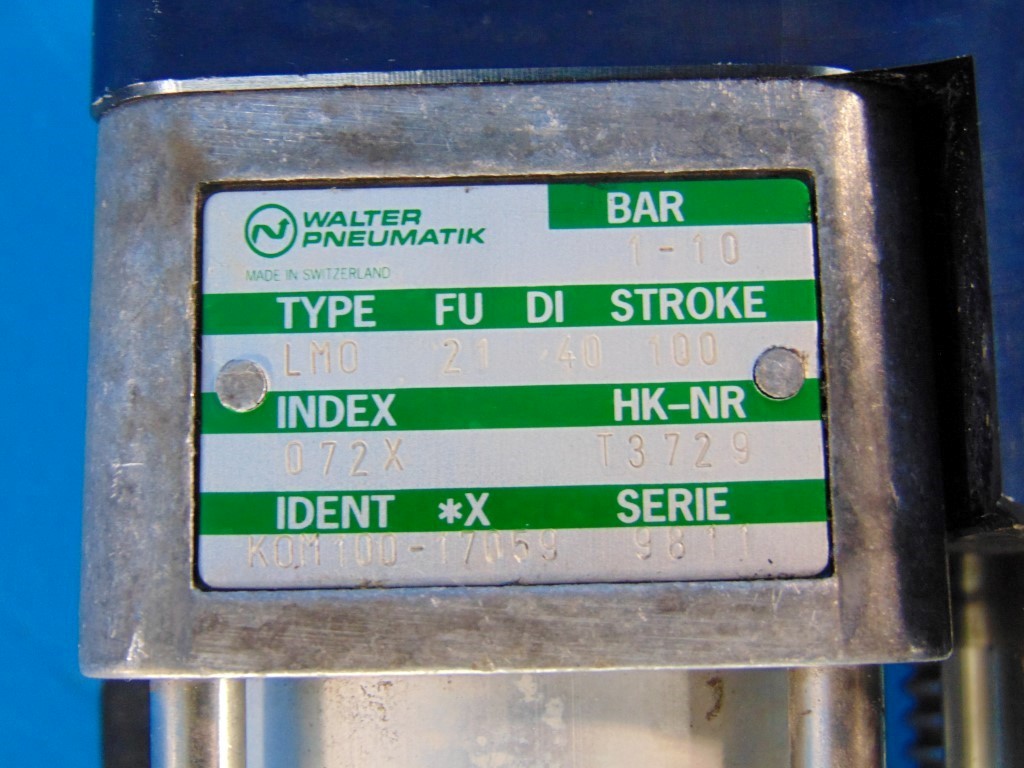 WALTER
PNEUMATIK
MADE IN SWITZERLAND
BAR
1-10
TYPE FU DI STROKE
LMO 21 40 100
INDEX HK-NR
072X T3729
IDENT *X SERIE
KOM100-17059 9811